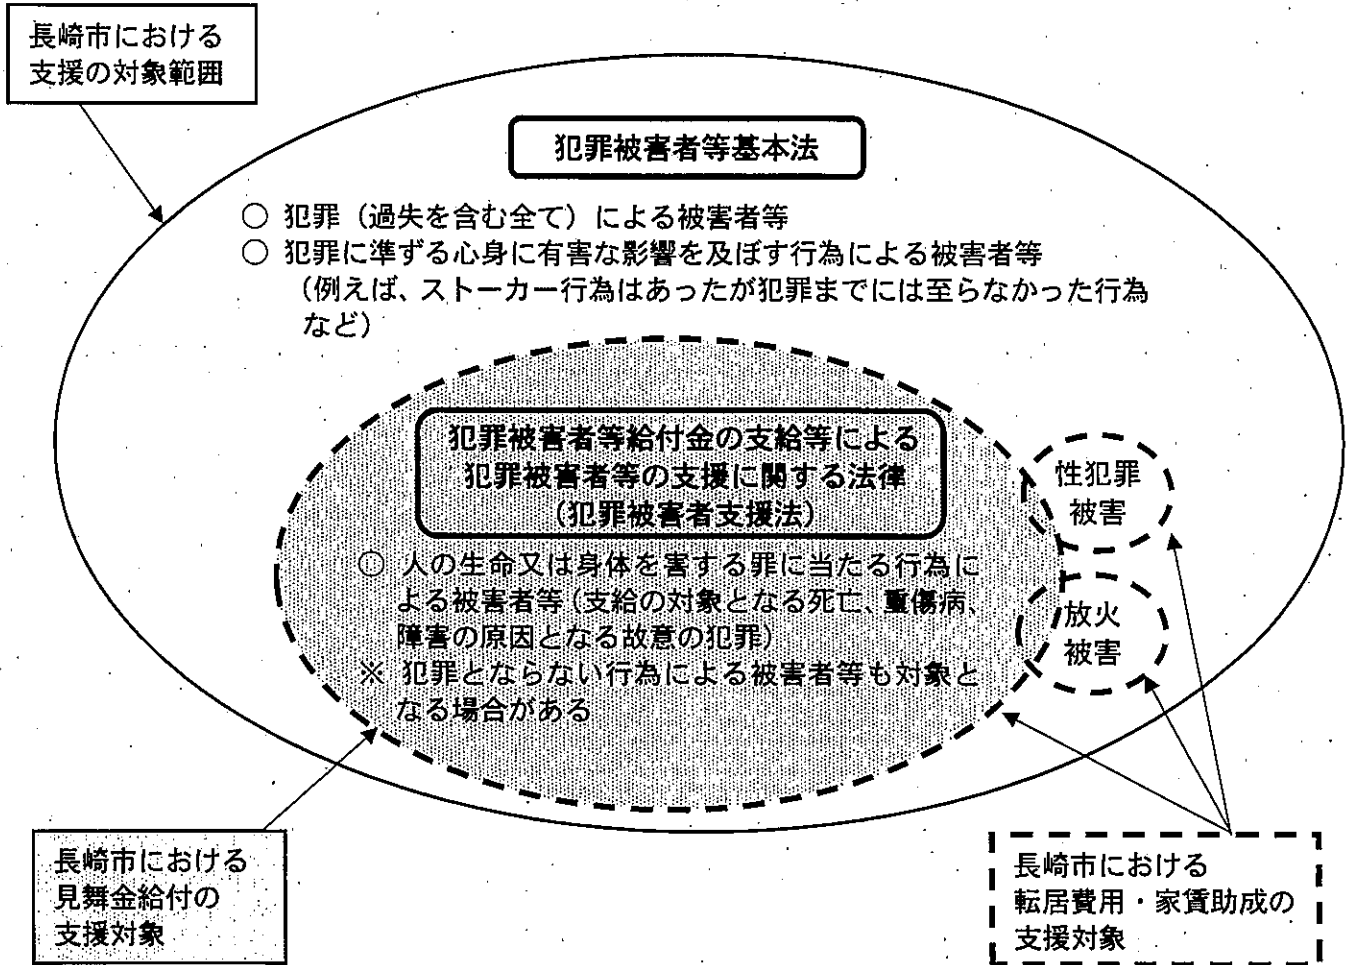 長崎市における
支援の対象範囲
犯罪被害者等基本法
○ 犯罪（過失を含む全て）による被害者等
○ 犯罪に準ずる心身に有害な影響を及ぼす行為による被害者等
（例えば、ストーカー行為はあったが犯罪までには至らなかった行為
など）
犯罪被害者等給付金の支給等による
犯罪被害者等の支援に関する法律
（犯罪被害者支援法）
○ 人の生命又は身体を害する罪に当たる行為に
よる被害者等（支給の対象となる死亡、重傷病、
障害の原因となる故意の犯罪）
※ 犯罪とならない行為による被害者等も対象と
なる場合がある
性犯罪
被害
放火
被害
長崎市における
見舞金給付の
支援対象
長崎市における
転居費用・家賃助成の
支援対象